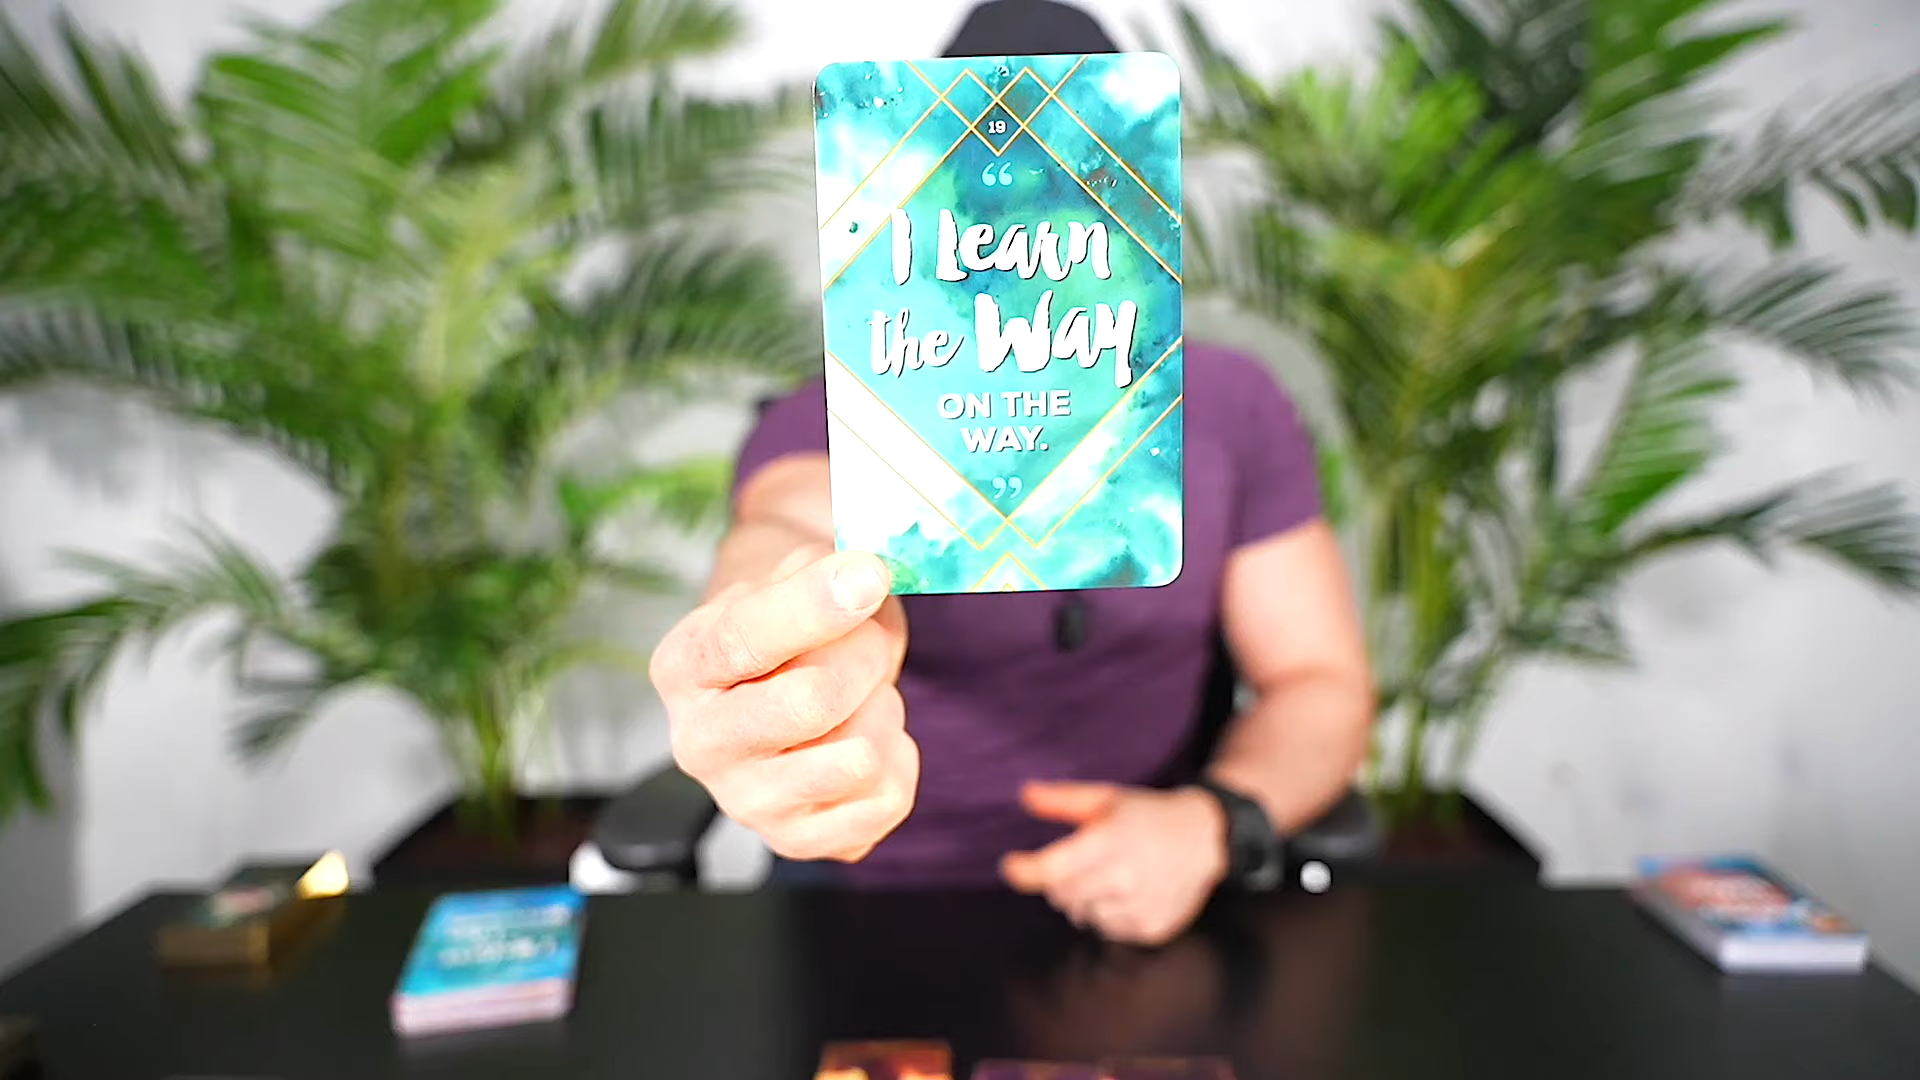 19
“
I Learn
the Way
ON THE
WAY.
”